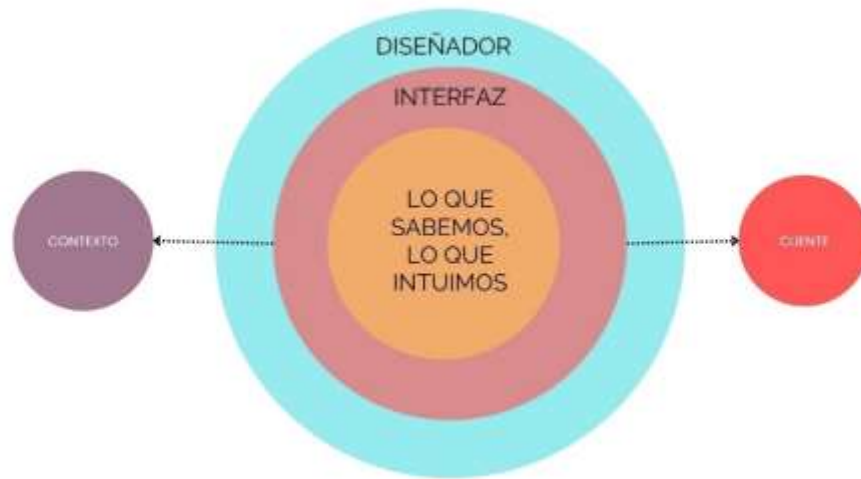 DISEÑADOR
INTERFAZ
LO QUE
SABEMOS,
LO QUE
INTUIMOS
CONTEXTO
CLIENTE